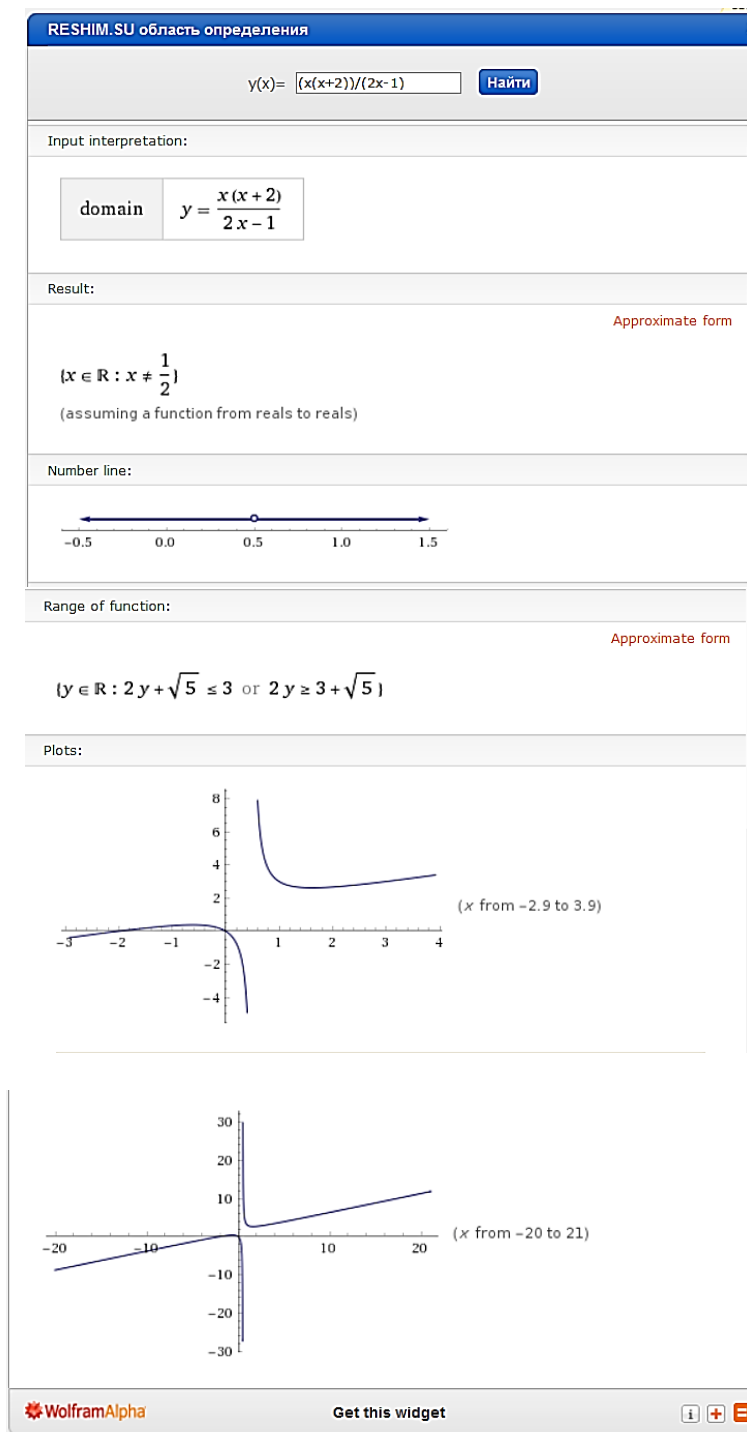 RESHIM.SU область определения
y(x)= (x(x+2))/(2x-1) Найти
Input interpretation:
domain y = x (x + 2) / 2 x − 1
Result:
Approximate form
{x ∈ ℝ : x ≠ 1/2}
(assuming a function from reals to reals)
Number line:
−0.5 0.0 0.5 1.0 1.5
Range of function:
Approximate form
{y ∈ ℝ : 2 y + √5 ≤ 3 or 2 y ≥ 3 + √5}
Plots:
8
6
4
2
(x from −2.9 to 3.9)
−3 −2 −1 1 2 3 4
−2
−4
30
20
10
(x from −20 to 21)
−20 −10 10 20
−10
−20
−30
WolframAlpha Get this widget i + =